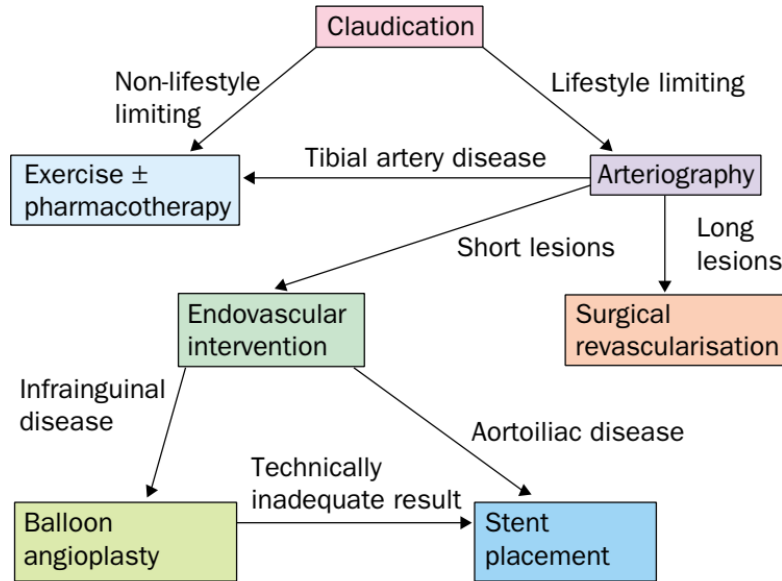 Claudication
Non-lifestyle
limiting
Lifestyle limiting
Exercise ±
pharmacotherapy
Tibial artery disease
Arteriography
Short lesions
Long
lesions
Endovascular
intervention
Surgical
revascularisation
Infrainguinal
disease
Aortoiliac disease
Technically
inadequate result
Balloon
angioplasty
Stent
placement